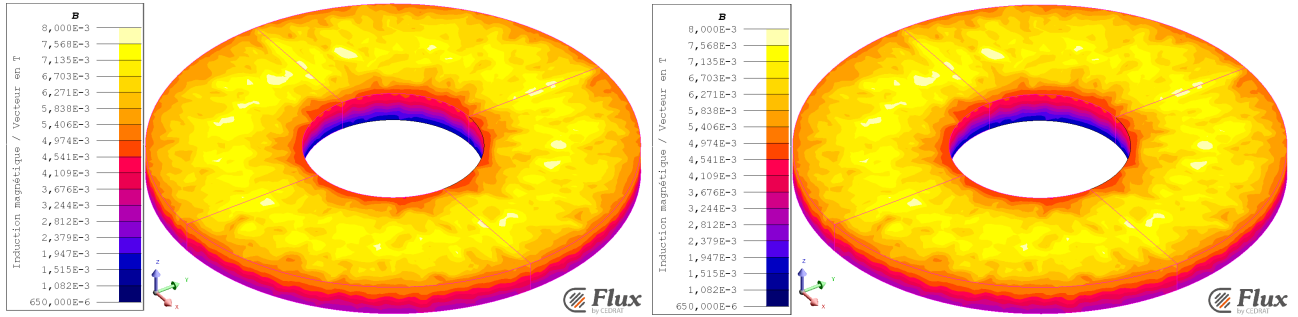 B
8,000E-3
7,568E-3
7,135E-3
6,703E-3
6,271E-3
5,838E-3
5,406E-3
4,974E-3
4,541E-3
4,109E-3
3,676E-3
3,244E-3
2,812E-3
2,379E-3
1,947E-3
1,515E-3
1,082E-3
650,000E-6
Induction magnétique / Vecteur en T
Z
Y
X
Flux
by CEDRAT
B
8,000E-3
7,568E-3
7,135E-3
6,703E-3
6,271E-3
5,838E-3
5,406E-3
4,974E-3
4,541E-3
4,109E-3
3,676E-3
3,244E-3
2,812E-3
2,379E-3
1,947E-3
1,515E-3
1,082E-3
650,000E-6
Induction magnétique / Vecteur en T
Z
Y
X
Flux
by CEDRAT